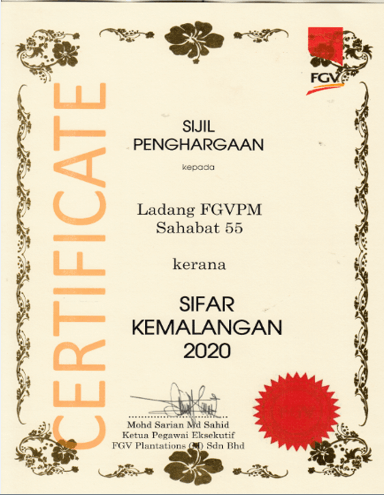 FGV
CERTIFICATE
SIJIL
PENGHARGAAN
kepada
Ladang FGVPM
Sahabat 55
kerana
SIFAR
KEMALANGAN
2020
Mohd Sarian Md Sahid
Ketua Pegawai Eksekutif
FGV Plantations (M) Sdn Bhd